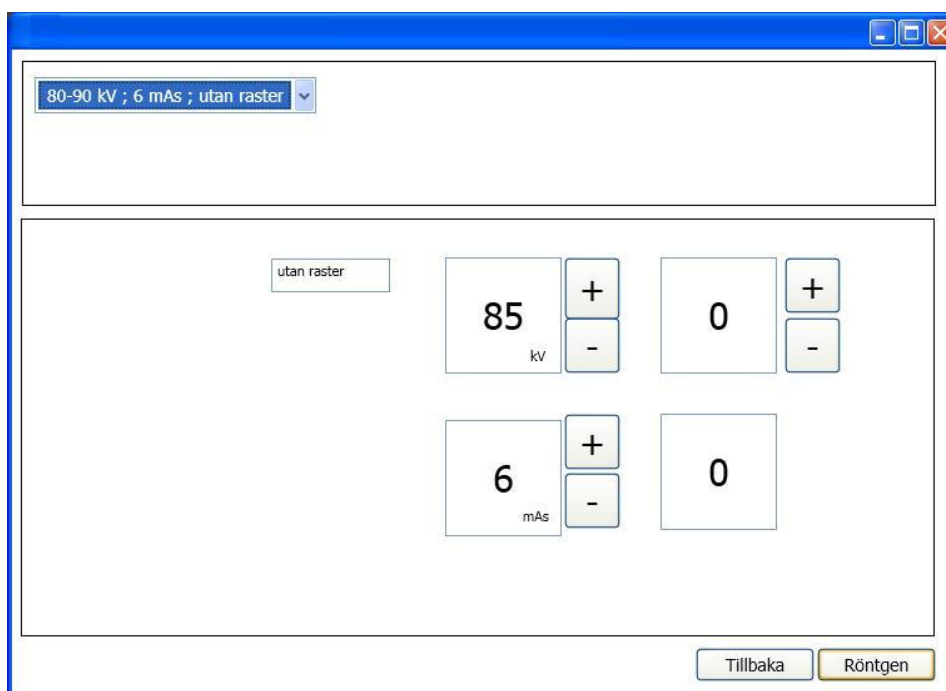 80-90 kV ; 6 mAs ; utan raster
utan raster
85
kV
+
-
0
+
-
6
mAs
+
-
0
Tillbaka
Röntgen